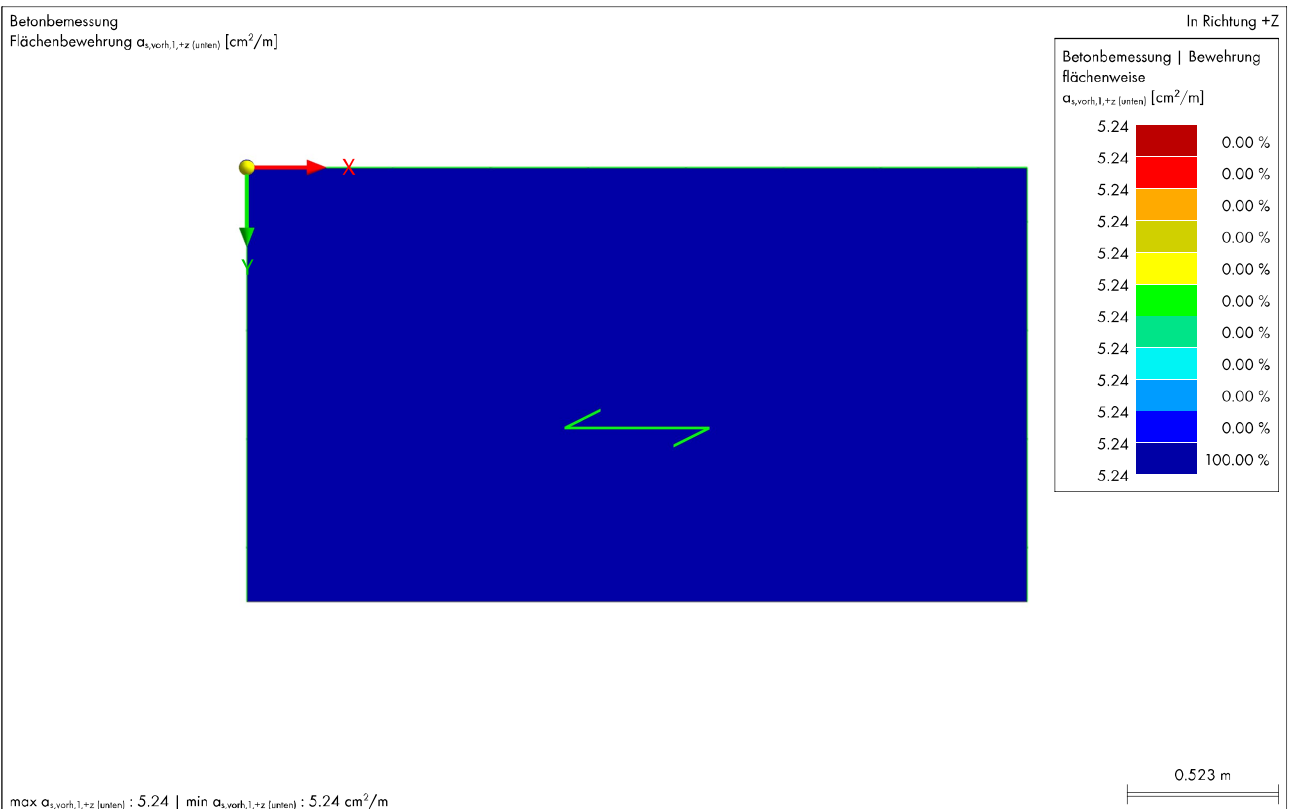 Betonbemessung
Flächenbewehrung as,vorh,1,+z (unten) [cm²/m]
In Richtung +Z
Betonbemessung | Bewehrung
flächenweise
as,vorh,1,+z (unten) [cm²/m]
5.24
0.00 %
5.24
0.00 %
5.24
0.00 %
5.24
0.00 %
5.24
0.00 %
5.24
0.00 %
5.24
0.00 %
5.24
0.00 %
5.24
0.00 %
5.24
0.00 %
5.24
100.00 %
5.24
X
Y
0.523 m
max as,vorh,1,+z (unten) : 5.24 | min as,vorh,1,+z (unten) : 5.24 cm²/m